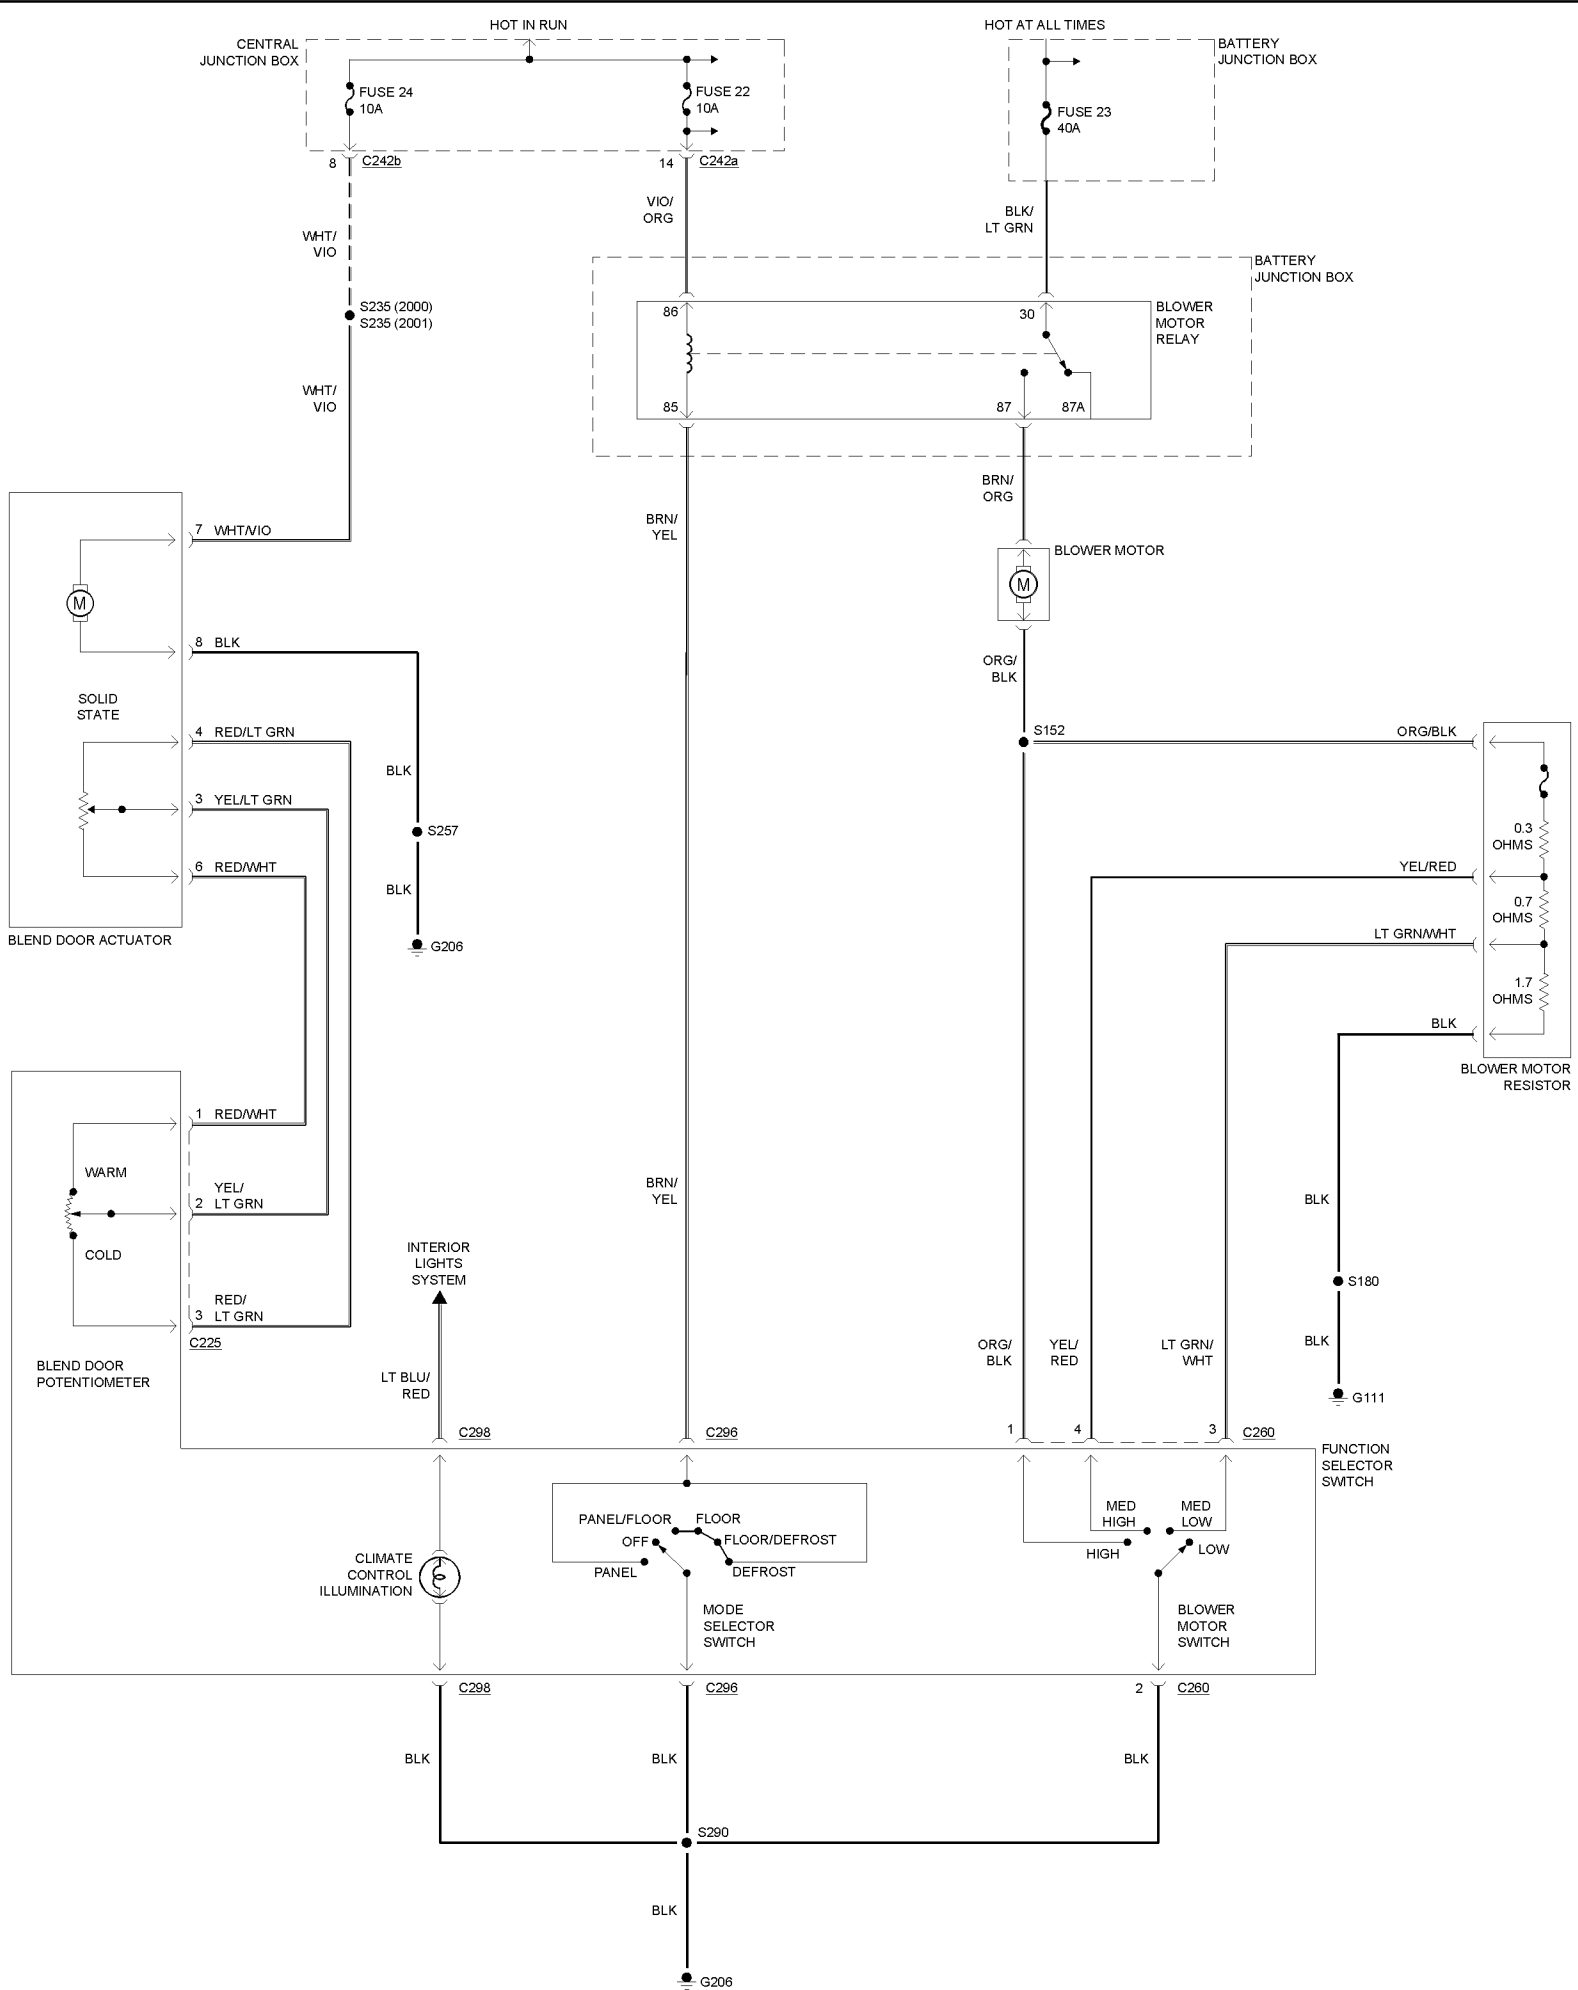 HOT IN RUN
HOT AT ALL TIMES
CENTRAL
JUNCTION BOX
BATTERY
JUNCTION BOX
FUSE 24
10A
FUSE 22
10A
FUSE 23
40A
8
C242b
14
C242a
VIO/
ORG
BLK/
LT GRN
WHT/
VIO
BATTERY
JUNCTION BOX
S235 (2000)
S235 (2001)
86
30
BLOWER
MOTOR
RELAY
WHT/
VIO
85
87
87A
BRN/
ORG
BRN/
YEL
7
WHT/VIO
BLOWER MOTOR
M
M
8
BLK
ORG/
BLK
SOLID
STATE
4
RED/LT GRN
S152
ORG/BLK
BLK
3
YEL/LT GRN
S257
0.3
OHMS
6
RED/WHT
YEL/RED
BLK
0.7
OHMS
BLEND DOOR ACTUATOR
G206
LT GRN/WHT
1.7
OHMS
BLK
BLOWER MOTOR
RESISTOR
1
RED/WHT
WARM
YEL/
2
LT GRN
BRN/
YEL
BLK
COLD
INTERIOR
LIGHTS
SYSTEM
S180
RED/
3
LT GRN
C225
ORG/
BLK
YEL/
RED
LT GRN/
WHT
BLK
BLEND DOOR
POTENTIOMETER
LT BLU/
RED
G111
C298
C296
1
4
3
C260
FUNCTION
SELECTOR
SWITCH
MED
HIGH
MED
LOW
PANEL/FLOOR
FLOOR
OFF
FLOOR/DEFROST
HIGH
LOW
CLIMATE
CONTROL
ILLUMINATION
PANEL
DEFROST
MODE
SELECTOR
SWITCH
BLOWER
MOTOR
SWITCH
C298
C296
2
C260
BLK
BLK
BLK
S290
BLK
G206